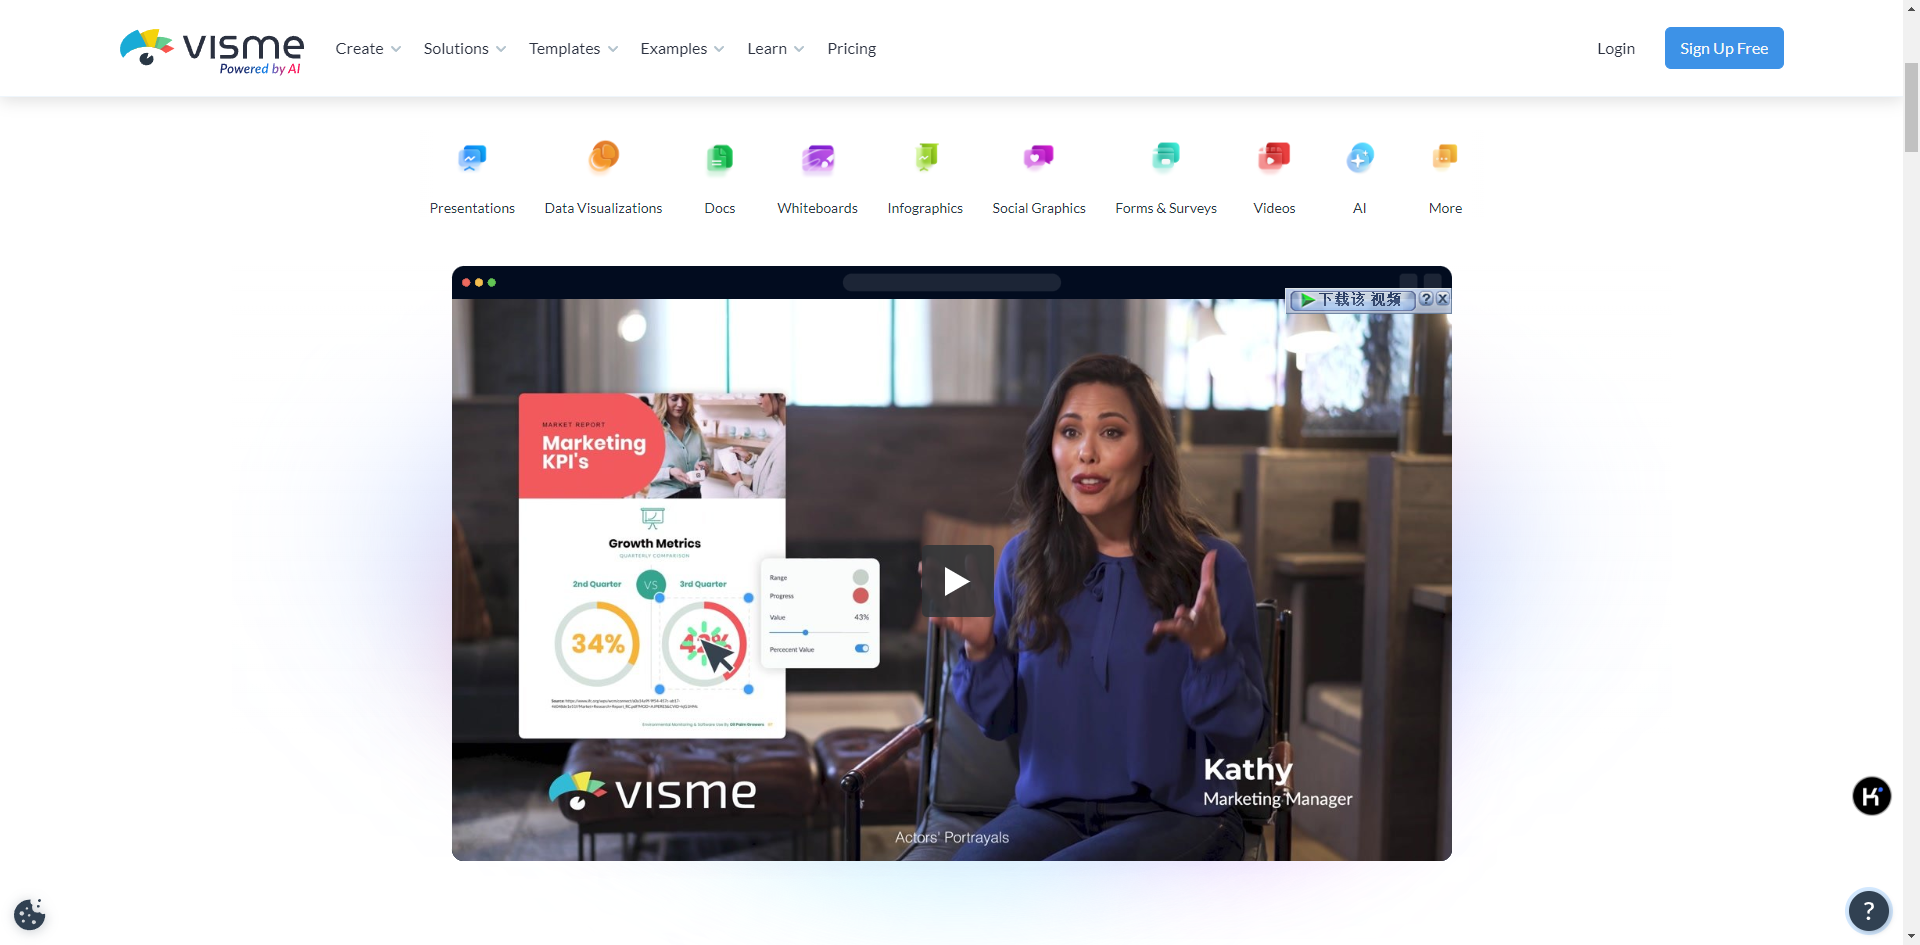 VISME
Powered by AI
Create
Solutions
Templates
Examples
Learn
Pricing
Login
Sign Up Free
Presentations
Data Visualizations
Docs
Whiteboards
Infographics
Social Graphics
Forms & Surveys
Videos
AI
More
下载该 视频
MARKET REPORT
Marketing
KPI's
Growth Metrics
QUARTERLY COMPARISON
2nd Quarter
VS
3rd Quarter
34%
Range
Progress
Value
43%
Percecent Value
VISME
Kathy
Marketing Manager
Actors' Portrayals